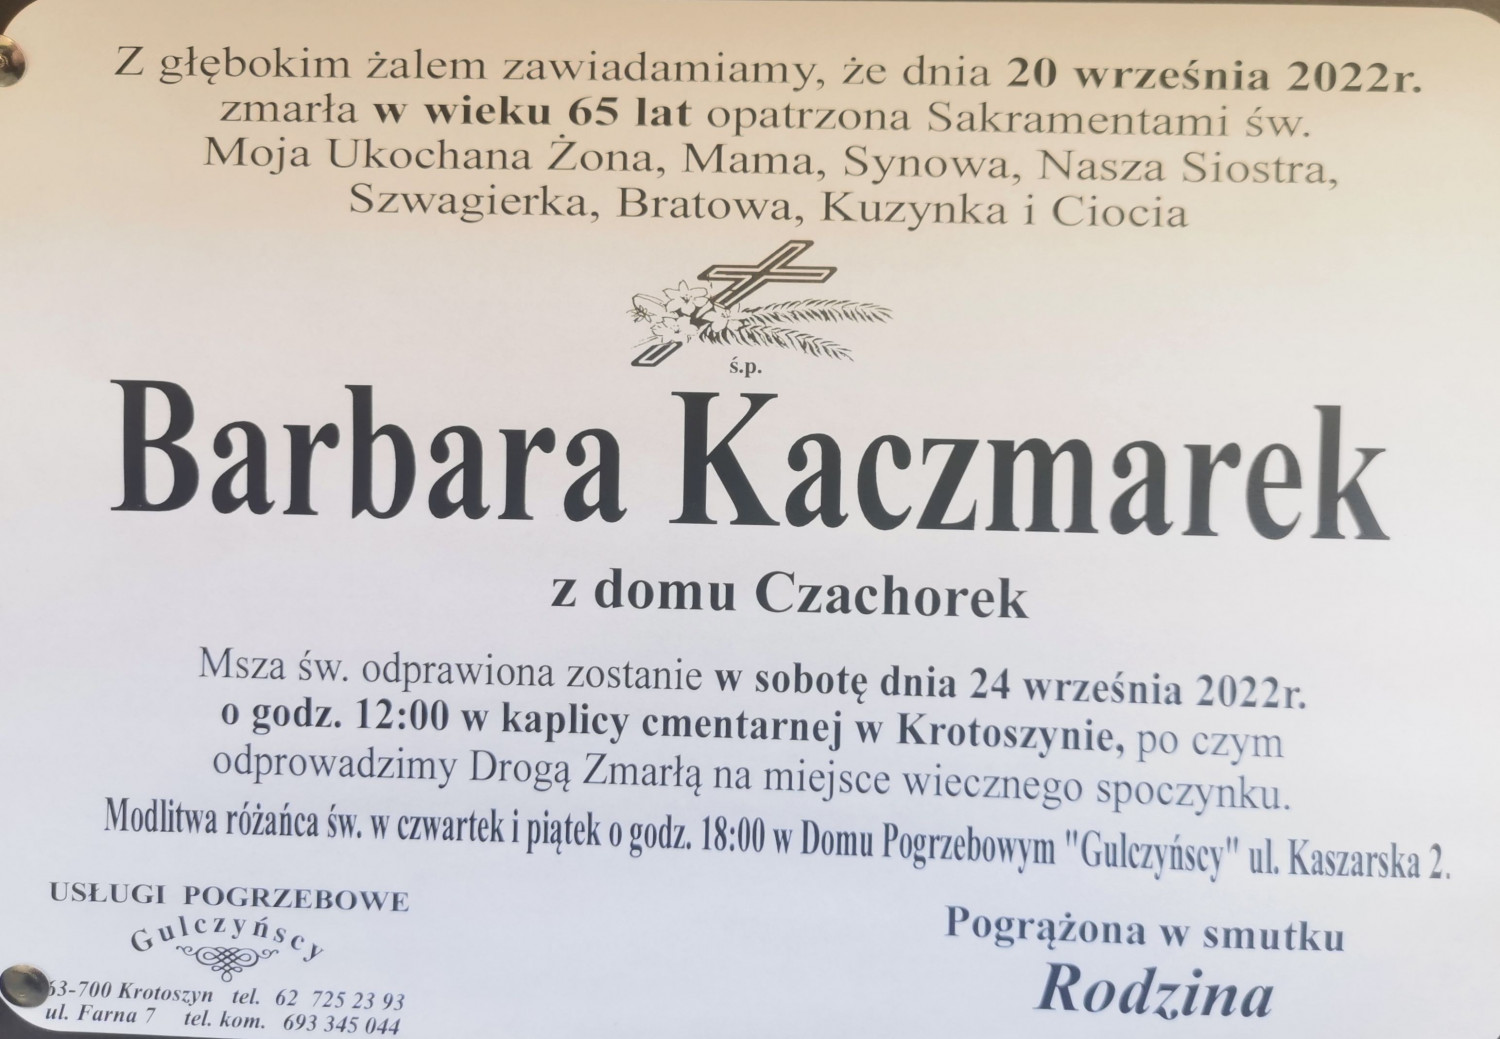 Z głębokim żalem zawiadamiamy, że dnia 20 września 2022r.
zmarła w wieku 65 lat opatrzona Sakramentami św.
Moja Ukochana Żona, Mama, Synowa, Nasza Siostra,
Szwagierka, Bratowa, Kuzynka i Ciocia
ś.p.
Barbara Kaczmarek
z domu Czachorek
Msza św. odprawiona zostanie w sobotę dnia 24 września 2022r.
o godz. 12:00 w kaplicy cmentarnej w Krotoszynie, po czym
odprowadzimy Drogą Zmarłą na miejsce wiecznego spoczynku.
Modlitwa różańca św. w czwartek i piątek o godz. 18:00 w Domu Pogrzebowym "Gulczyńscy" ul. Kaszarska 2.
USŁUGI POGRZEBOWE
Gulczyńscy
63-700 Krotoszyn tel. 62 725 23 93
ul. Farna 7 tel. kom. 693 345 044
Pogrążona w smutku
Rodzina